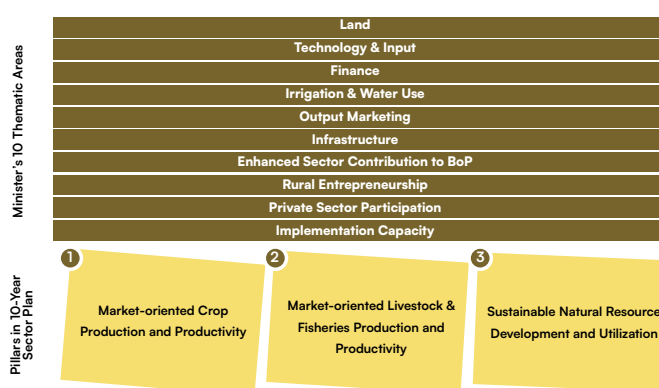 Minister's 10 Thematic Areas
Land
Technology & Input
Finance
Irrigation & Water Use
Output Marketing
Infrastructure
Enhanced Sector Contribution to BoP
Rural Entrepreneurship
Private Sector Participation
Implementation Capacity
Pillars in 10-Year
Sector Plan
1
Market-oriented Crop
Production and Productivity
2
Market-oriented Livestock &
Fisheries Production and
Productivity
3
Sustainable Natural Resource
Development and Utilization